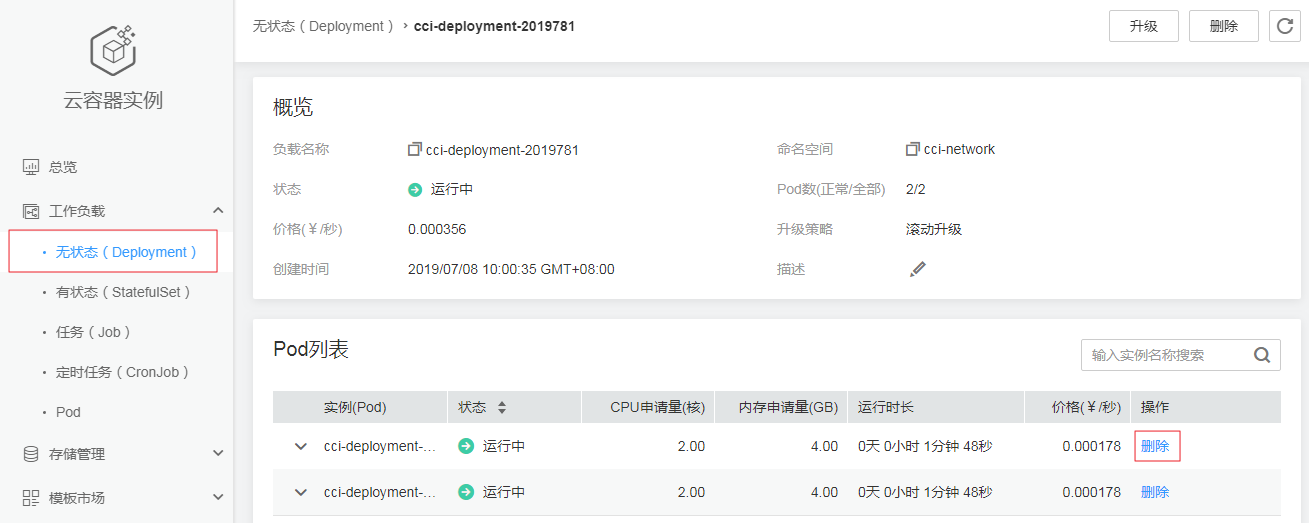 云容器实例
总览
工作负载
无状态（Deployment）
有状态（StatefulSet）
任务（Job）
定时任务（CronJob）
Pod
存储管理
模板市场
无状态（Deployment） › cci-deployment-2019781
升级
删除
概览
负载名称 cci-deployment-2019781 命名空间 cci-network
状态 运行中 Pod数(正常/全部) 2/2
价格(￥/秒) 0.000356 升级策略 滚动升级
创建时间 2019/07/08 10:00:35 GMT+08:00 描述
Pod列表
输入实例名称搜索
实例(Pod) 状态 CPU申请量(核) 内存申请量(GB) 运行时长 价格(￥/秒) 操作
cci-deployment-... 运行中 2.00 4.00 0天 0小时 1分钟 48秒 0.000178 删除
cci-deployment-... 运行中 2.00 4.00 0天 0小时 1分钟 48秒 0.000178 删除